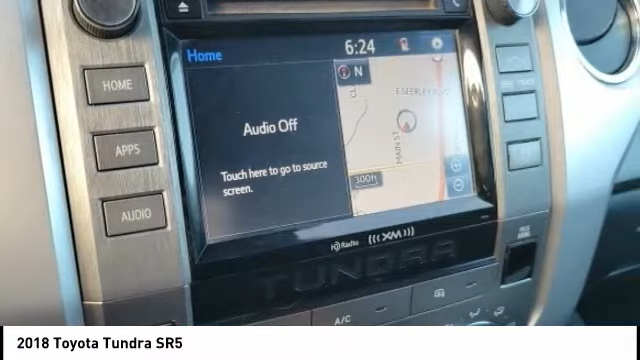 Home
6:24
N
HOME
Audio Off
MAIN ST
APPS
Touch here to go to source
screen.
300ft
AUDIO
HD Radio
XM
TUNDRA
A/C
2018 Toyota Tundra SR5